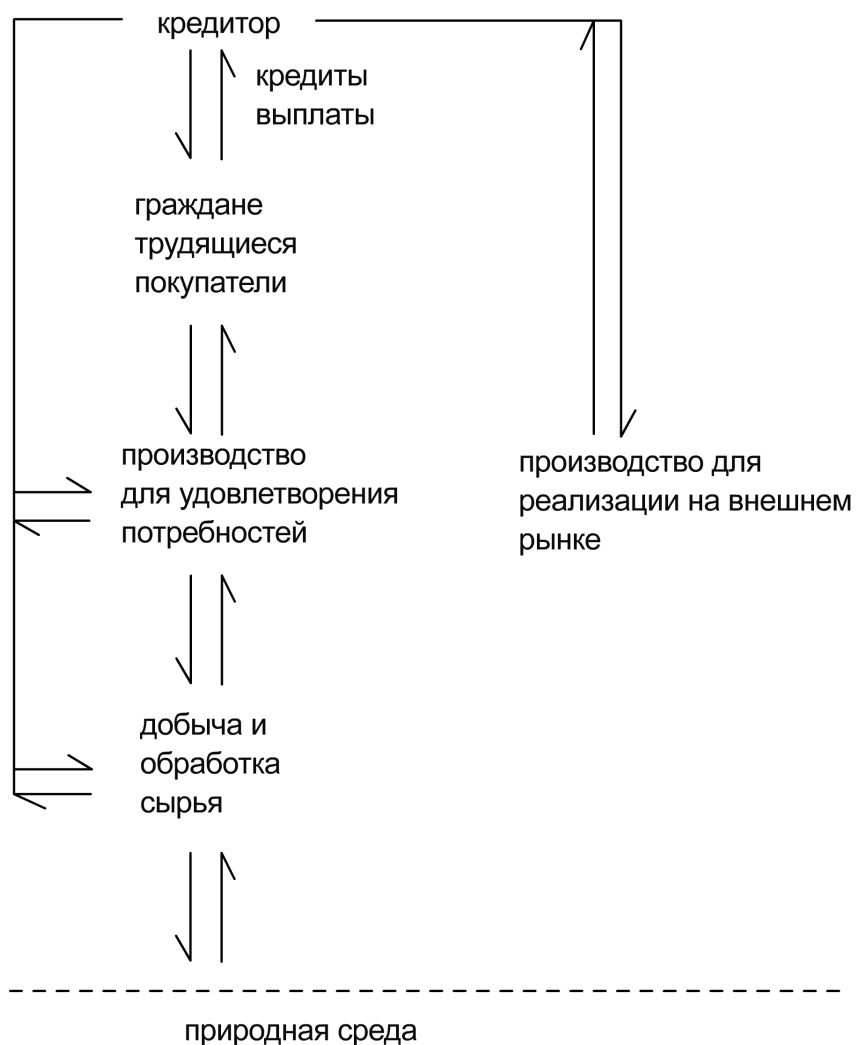 кредитор
кредиты
выплаты
граждане
трудящиеся
покупатели
производство
для удовлетворения
потребностей
производство для
реализации на внешнем
рынке
добыча и
обработка
сырья
природная среда